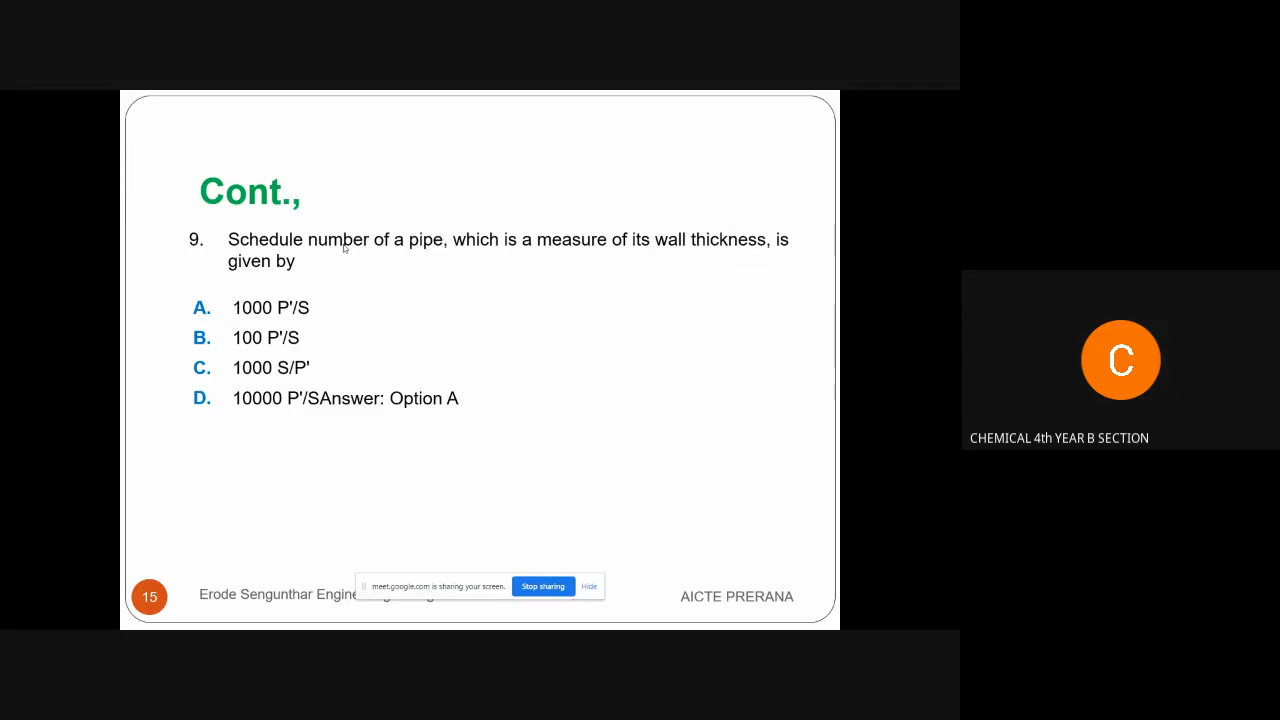 Cont.,
9. Schedule number of a pipe, which is a measure of its wall thickness, is
given by
A. 1000 P'/S
B. 100 P'/S
C. 1000 S/P'
D. 10000 P'/SAnswer: Option A
C
CHEMICAL 4th YEAR B SECTION
15
Erode Sengunthar
meet.google.com is sharing your screen.
Stop sharing
Hide
AICTE PRERANA